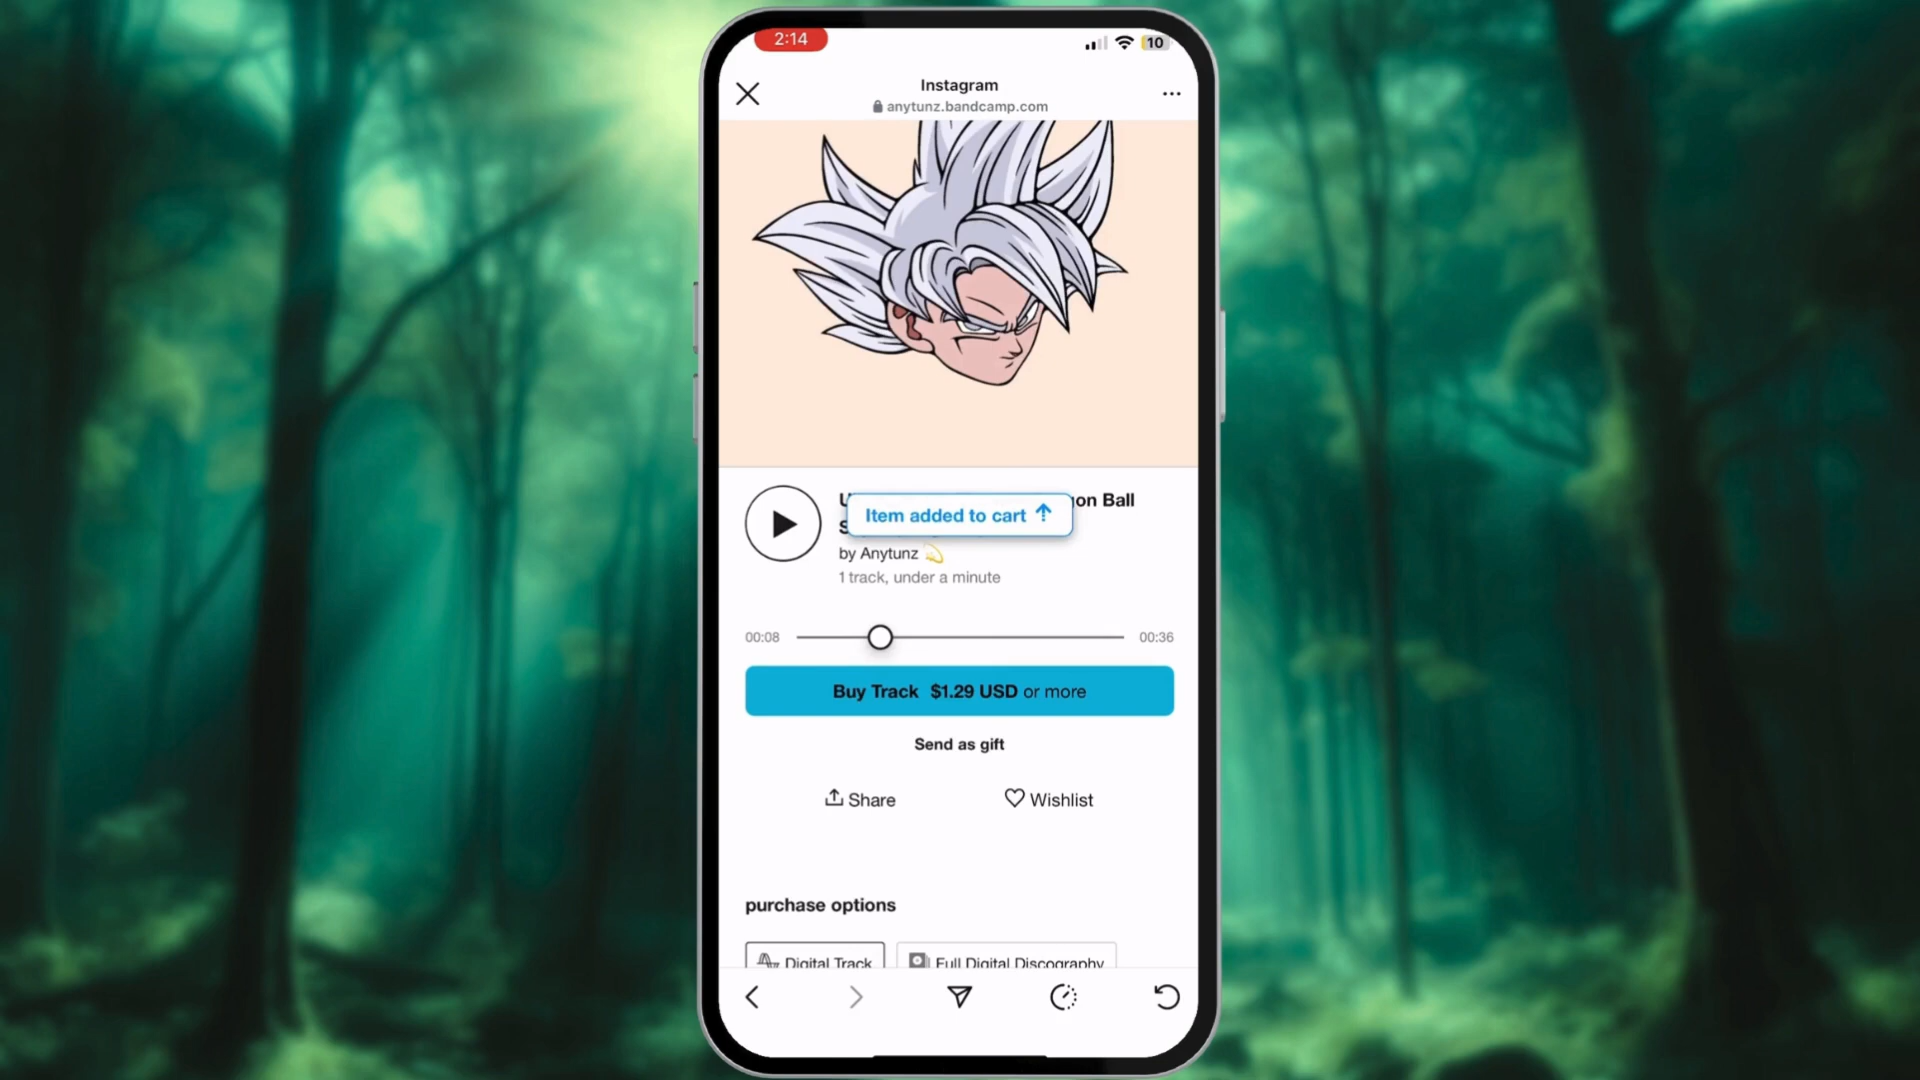 2:14
10
Instagram
anytunz.bandcamp.com
on Ball
Item added to cart ↑
by Anytunz 💫
1 track, under a minute
00:08
00:36
Buy Track $1.29 USD or more
Send as gift
Share
Wishlist
purchase options
Digital Track
Full Digital Discography